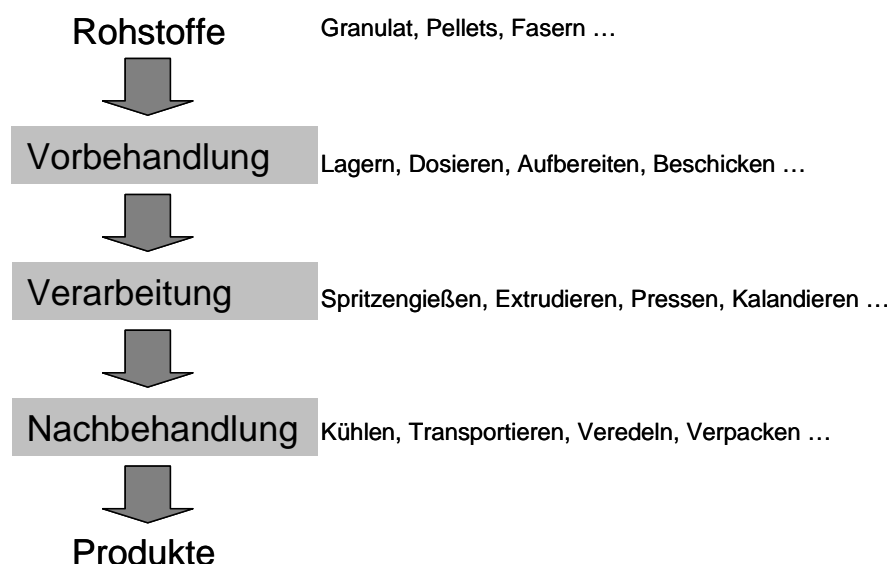 Rohstoffe
Granulat, Pellets, Fasern …
Vorbehandlung
Lagern, Dosieren, Aufbereiten, Beschicken …
Verarbeitung
Spritzengießen, Extrudieren, Pressen, Kalandieren …
Nachbehandlung
Kühlen, Transportieren, Veredeln, Verpacken …
Produkte